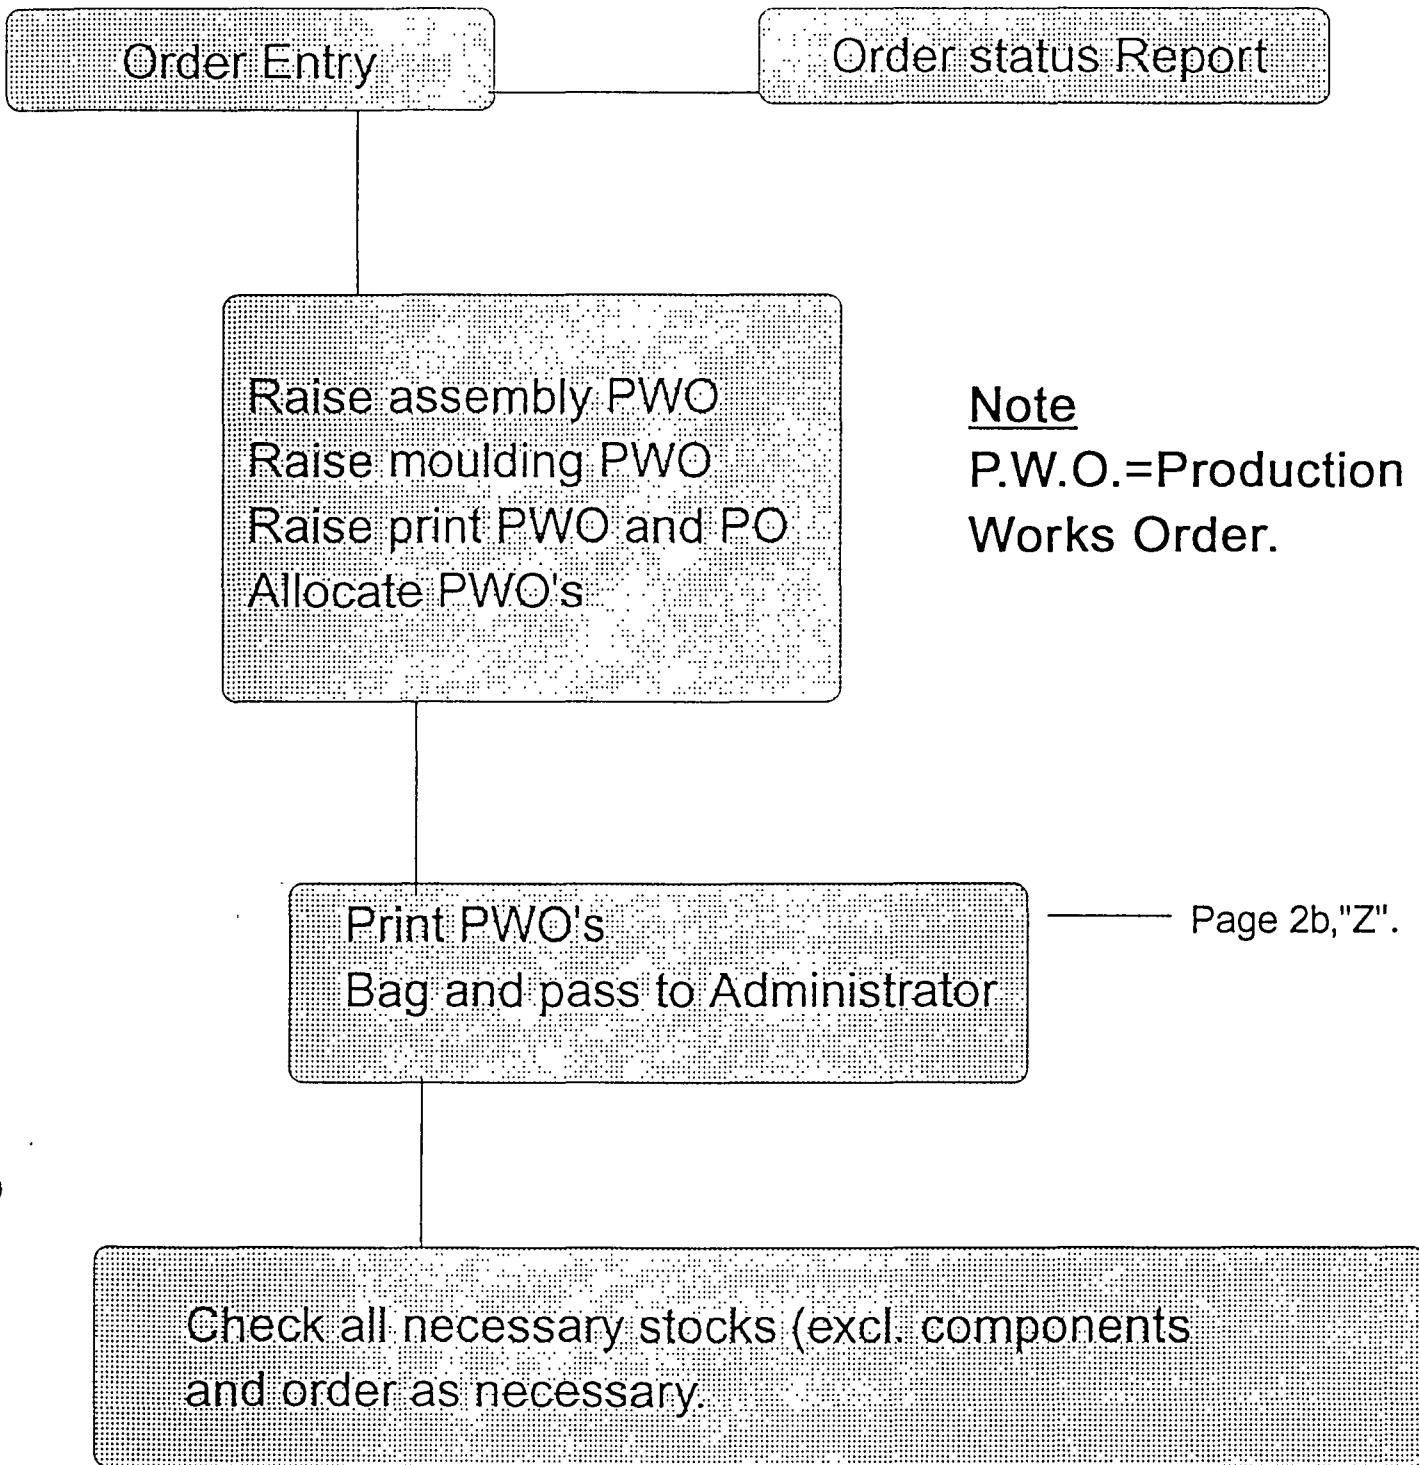 Order Entry
Order status Report
Raise assembly PWO
Raise moulding PWO
Raise print PWO and PO
Allocate PWO's
Note
P.W.O.=Production
Works Order.
Print PWO's
Bag and pass to Administrator
Page 2b,"Z".
Check all necessary stocks (excl. components
and order as necessary.